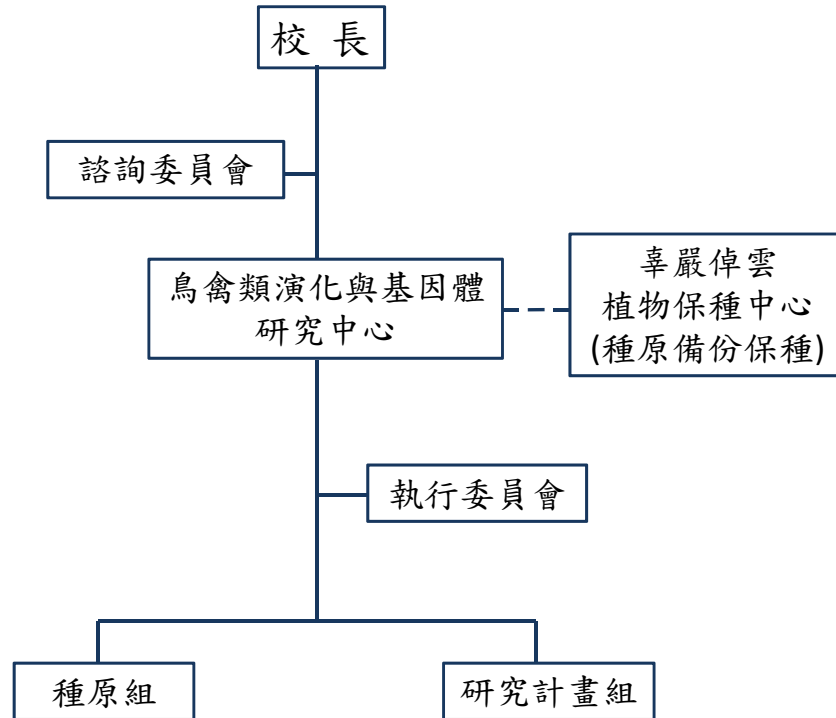 校 長
諮詢委員會
鳥禽類演化與基因體
研究中心
辜嚴倬雲
植物保種中心
(種原備份保種)
執行委員會
種原組
研究計畫組